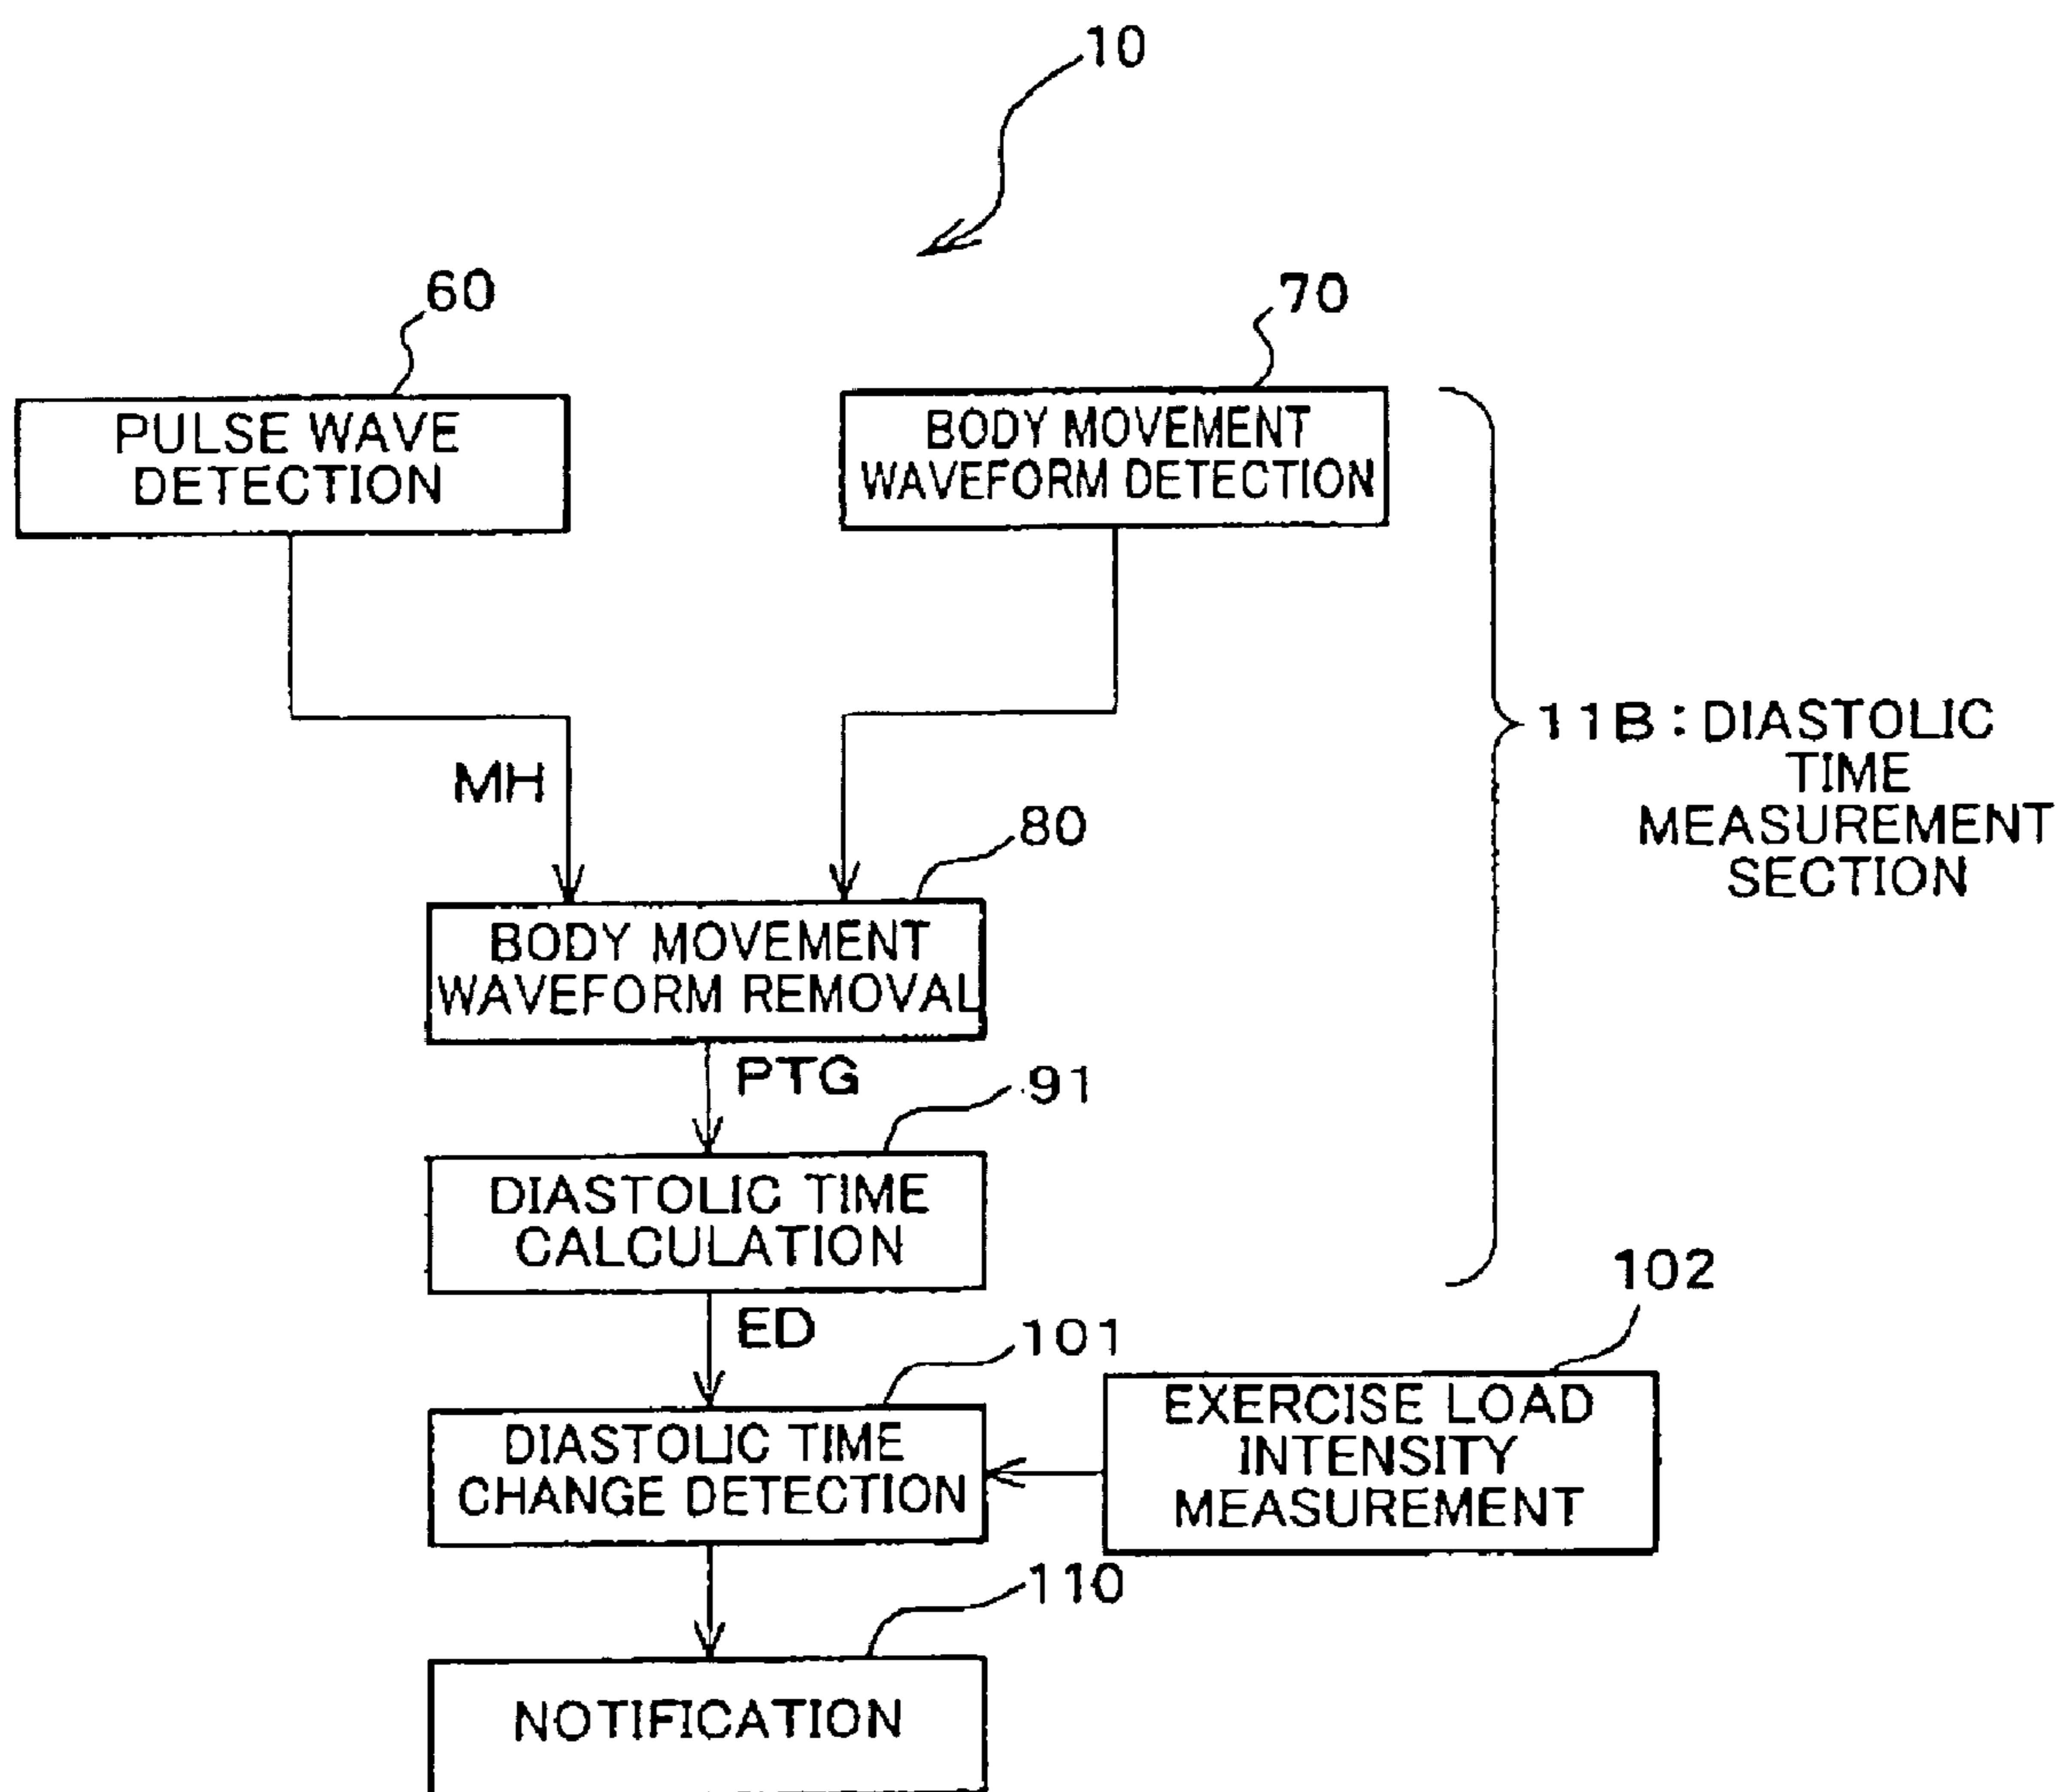 10
60
70
PULSE WAVE
DETECTION
BODY MOVEMENT
WAVEFORM DETECTION
11B : DIASTOLIC
TIME
MEASUREMENT
SECTION
MH
80
BODY MOVEMENT
WAVEFORM REMOVAL
PTG
91
DIASTOLIC TIME
CALCULATION
102
ED
101
DIASTOLIC TIME
CHANGE DETECTION
EXERCISE LOAD
INTENSITY
MEASUREMENT
110
NOTIFICATION